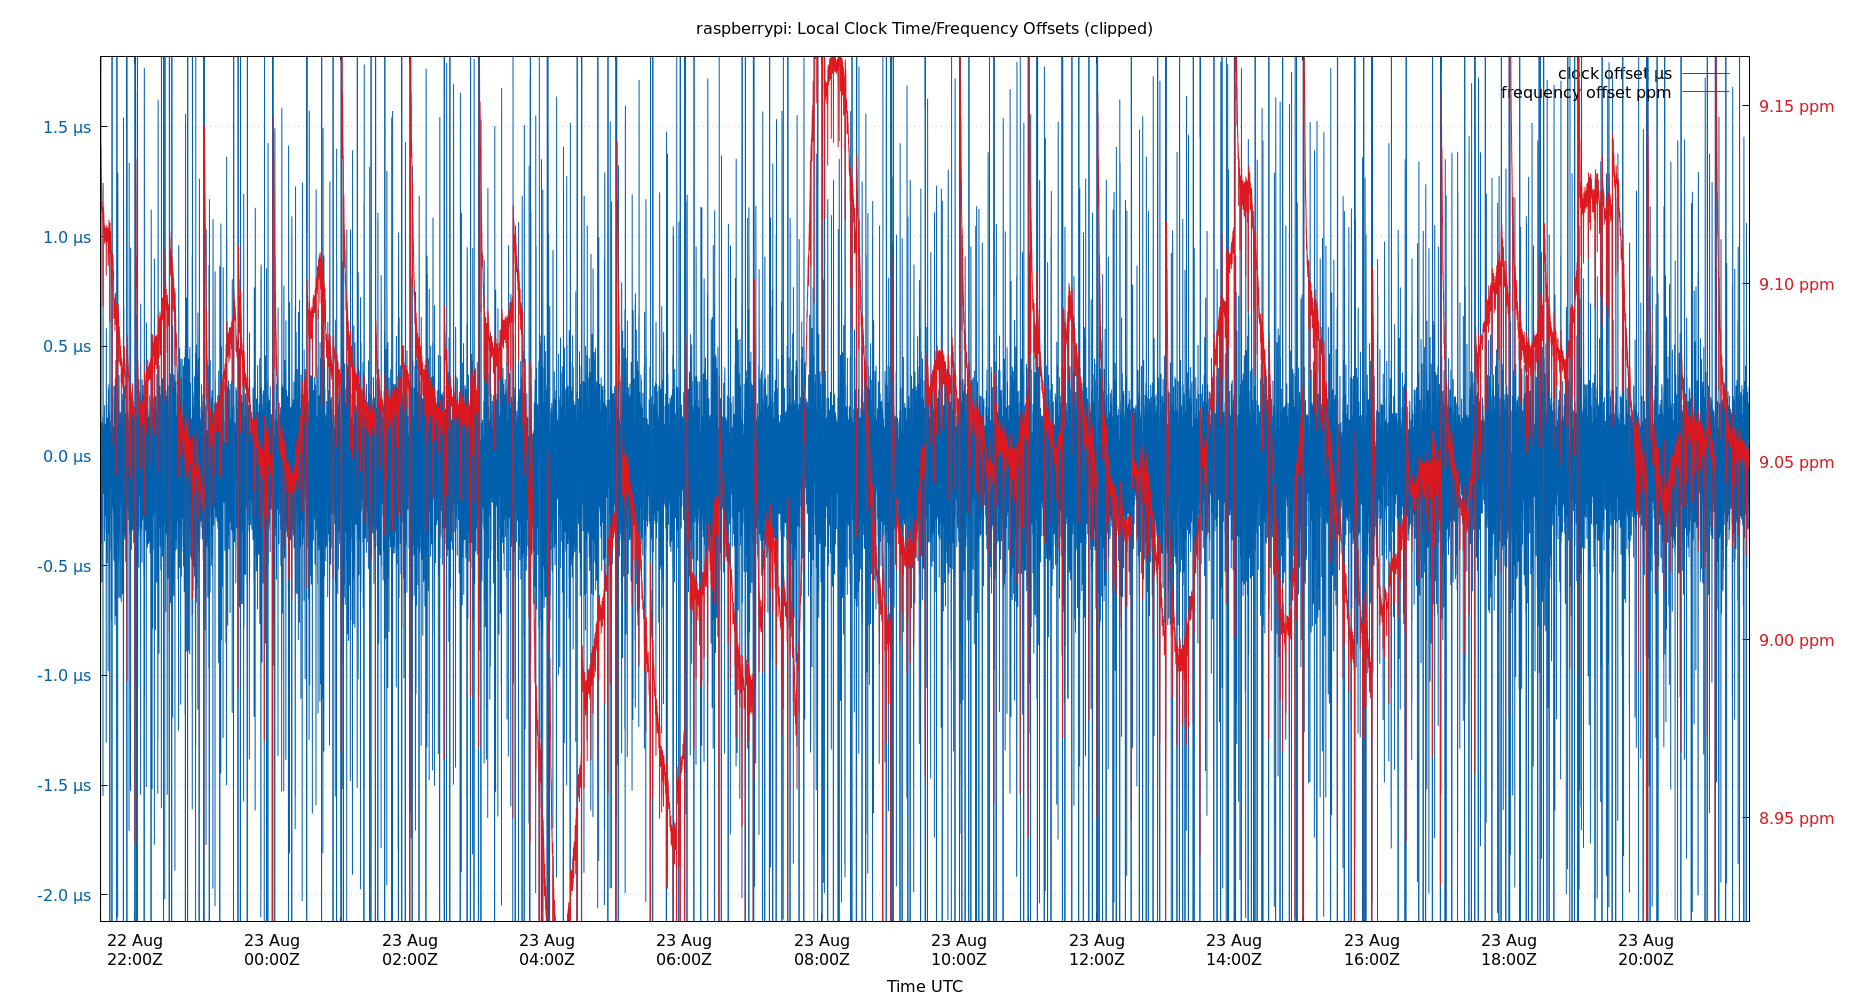 raspberrypi: Local Clock Time/Frequency Offsets (clipped)
clock offset µs
frequency offset ppm
1.5 µs
1.0 µs
0.5 µs
0.0 µs
-0.5 µs
-1.0 µs
-1.5 µs
-2.0 µs
9.15 ppm
9.10 ppm
9.05 ppm
9.00 ppm
8.95 ppm
22 Aug 23 Aug 23 Aug 23 Aug 23 Aug 23 Aug 23 Aug 23 Aug 23 Aug 23 Aug 23 Aug 23 Aug
22:00Z 00:00Z 02:00Z 04:00Z 06:00Z 08:00Z 10:00Z 12:00Z 14:00Z 16:00Z 18:00Z 20:00Z
Time UTC